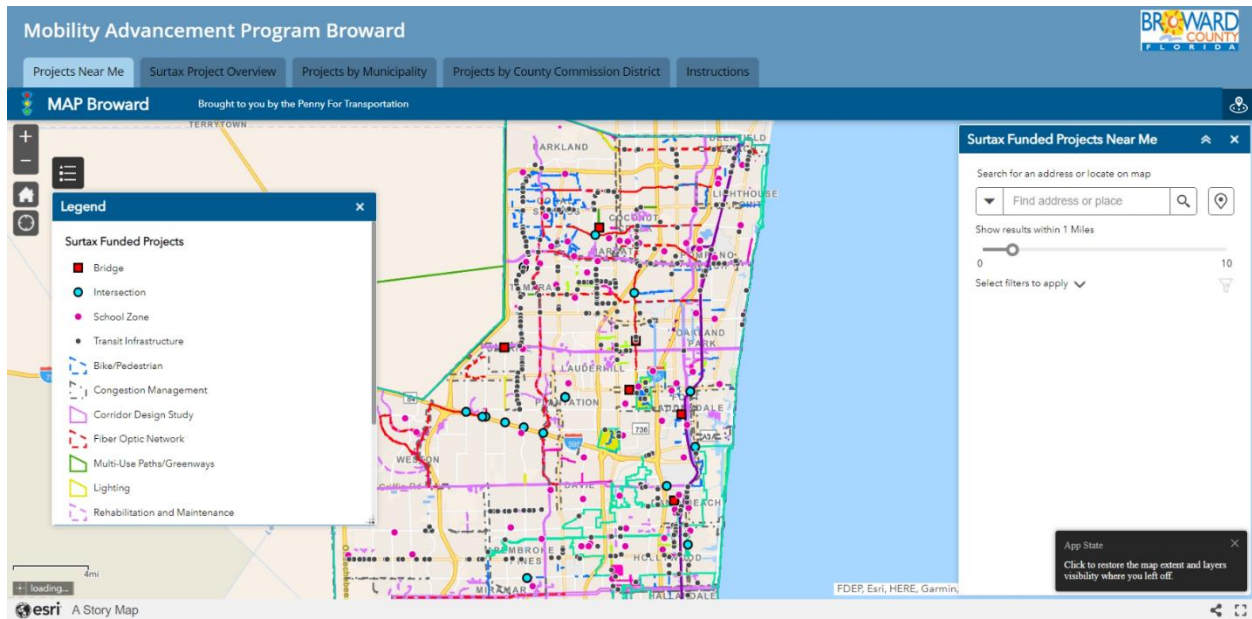 Mobility Advancement Program Broward
BROWARD
COUNTY
FLORIDA
Projects Near Me
Surtax Project Overview
Projects by Municipality
Projects by County Commission District
Instructions
MAP Broward
Brought to you by the Penny For Transportation
TERRYTOWN
PARKLAND
LIGHTHOUSE
POINT
COCONUT
OAKLAND
PARK
LAUDERHILL
PLANTATION
84
736
A1A
595
WESTON
DAVIE
PEMBROKE
PINES
HOLLYWOOD
MIRAMAR
Legend
Surtax Funded Projects
Bridge
Intersection
School Zone
Transit Infrastructure
Bike/Pedestrian
Congestion Management
Corridor Design Study
Fiber Optic Network
Multi-Use Paths/Greenways
Lighting
Rehabilitation and Maintenance
Surtax Funded Projects Near Me
Search for an address or locate on map
Find address or place
Show results within 1 Miles
0
10
Select filters to apply
App State
Click to restore the map extent and layers
visibility where you left off.
4mi
loading...
FDEP, Esri, HERE, Garmin,
esri A Story Map